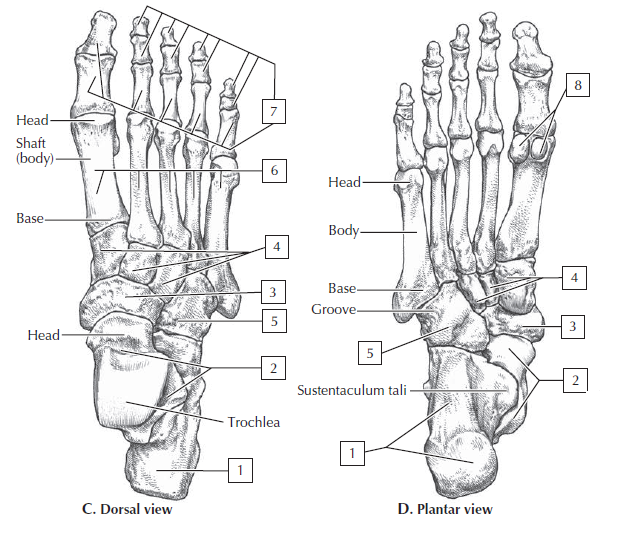 7
Head
Shaft
(body)
6
Base
4
3
5
Head
2
Trochlea
1
C. Dorsal view
8
Head
Body
4
Base
Groove
3
5
2
Sustentaculum tali
1
D. Plantar view